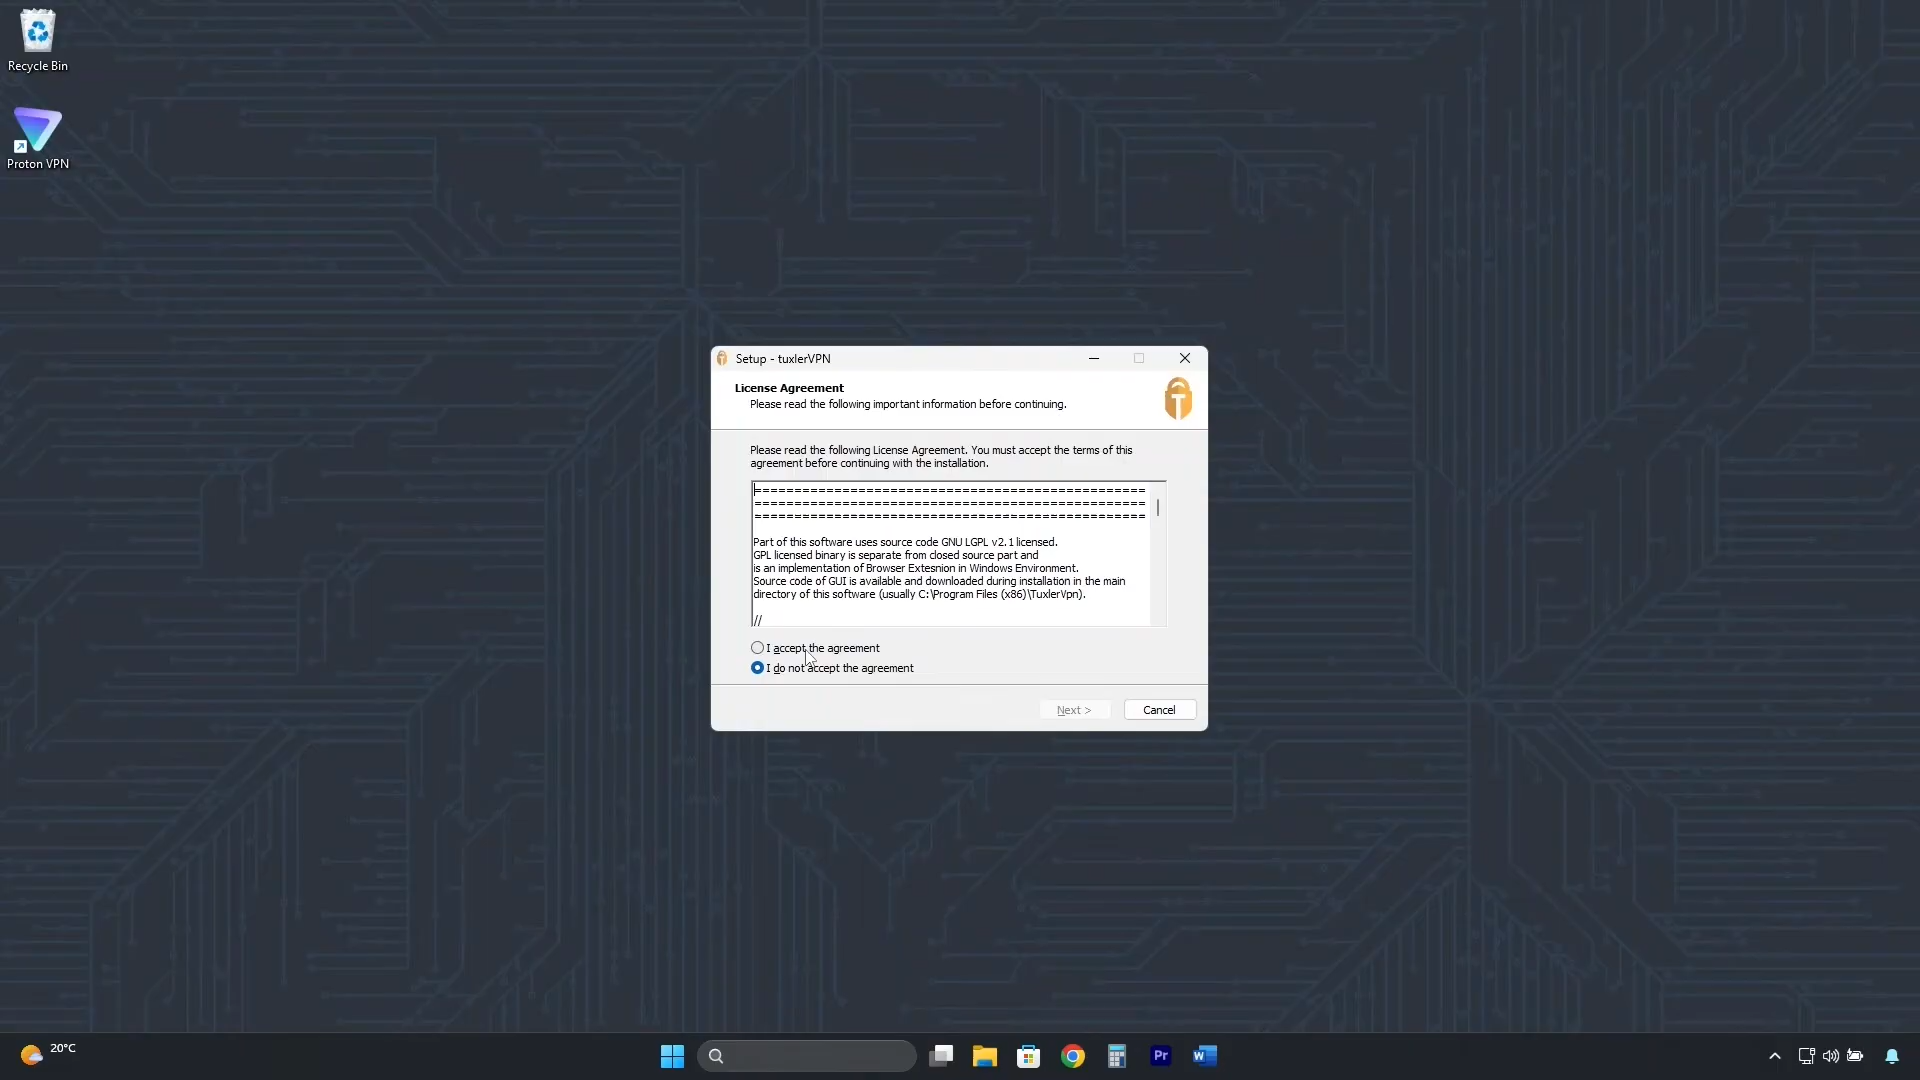 Recycle Bin
Proton VPN
Setup - tuxlerVPN
License Agreement
Please read the following important information before continuing.
Please read the following License Agreement. You must accept the terms of this
agreement before continuing with the installation.
=================================================
=================================================
=================================================
Part of this software uses source code GNU LGPL v2.1 licensed.
GPL licensed binary is separate from closed source part and
is an implementation of Browser Extesnion in Windows Environment.
Source code of GUI is available and downloaded during installation in the main
directory of this software (usually C:\Program Files (x86)\TuxlerVpn).
//
I accept the agreement
I do not accept the agreement
Next >
Cancel
20°C
Pr
W